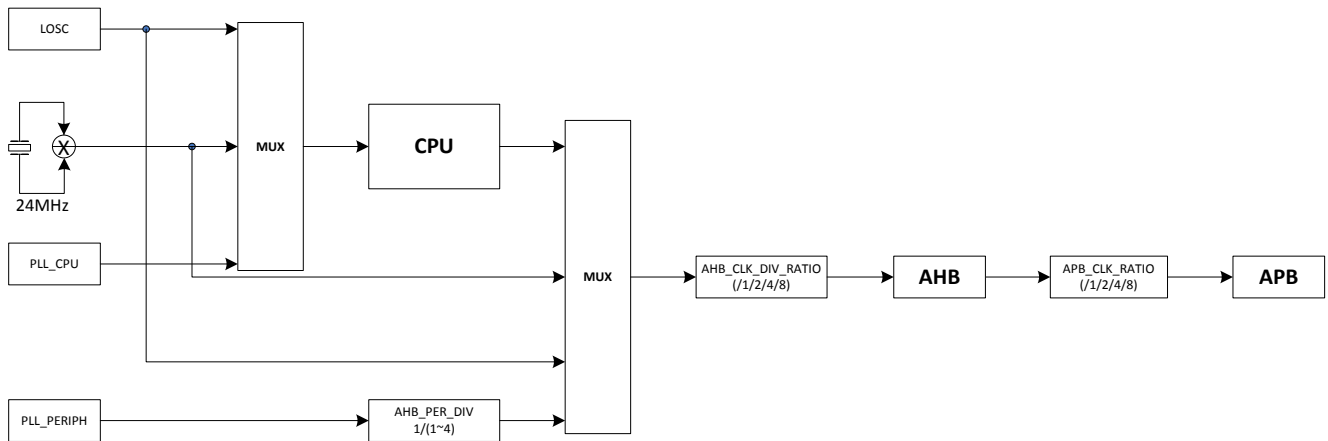 LOSC
MUX
CPU
24MHz
PLL_CPU
MUX
AHB_CLK_DIV_RATIO
(/1/2/4/8)
AHB
APB_CLK_RATIO
(/1/2/4/8)
APB
PLL_PERIPH
AHB_PER_DIV
1/(1~4)